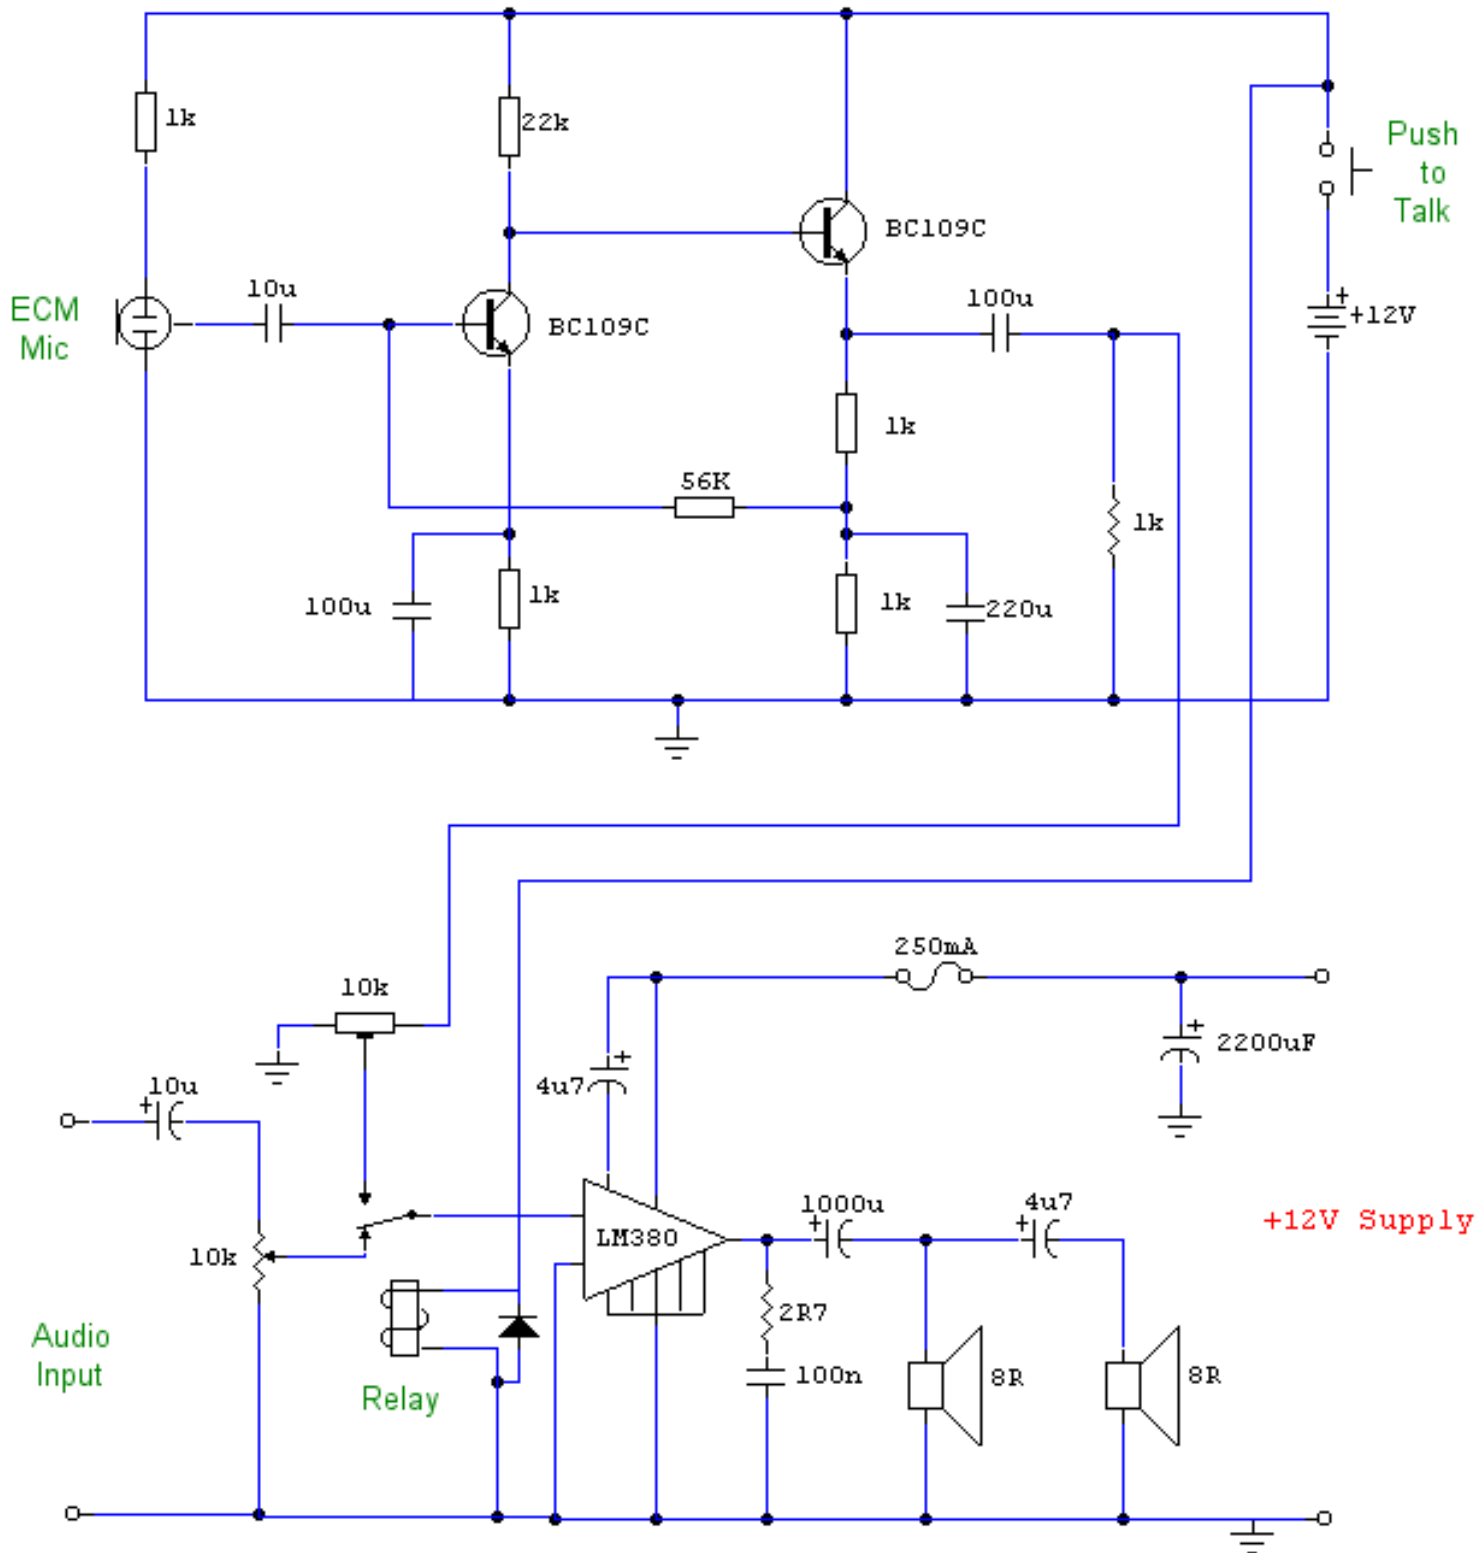 1k
22k
Push
to
Talk
BC109C
ECM
Mic
10u
BC109C
100u
+
+12V
1k
56K
1k
100u
1k
1k
220u
250mA
10k
+
2200uF
10u
+
4u7
+
1000u
+
4u7
+
+12V Supply
10k
LM380
2R7
Audio
Input
100n
8R
8R
Relay